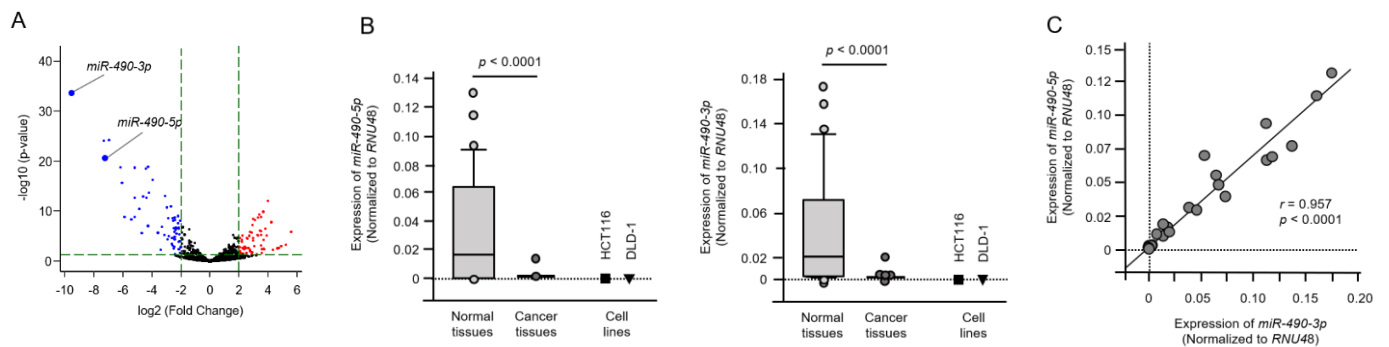 A
-log10 (p-value)
40
30
20
10
0
miR-490-3p
miR-490-5p
-10 -8 -6 -4 -2 0 2 4 6
log2 (Fold Change)
B
Expression of miR-490-5p
(Normalized to RNU48)
0.14
0.12
0.10
0.08
0.06
0.04
0.02
0
p < 0.0001
HCT116
DLD-1
Normal
tissues
Cancer
tissues
Cell
lines
Expression of miR-490-3p
(Normalized to RNU48)
0.18
0.14
0.10
0.06
0.04
0
p < 0.0001
HCT116
DLD-1
Normal
tissues
Cancer
tissues
Cell
lines
C
Expression of miR-490-5p
(Normalized to RNU48)
0.15
0.12
0.10
0.07
0.05
0.02
0
r = 0.957
p < 0.0001
0 0.05 0.10 0.15 0.20
Expression of miR-490-3p
(Normalized to RNU48)